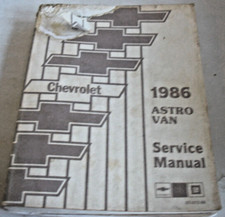 Chevrolet
1986
ASTRO
VAN
Service
Manual